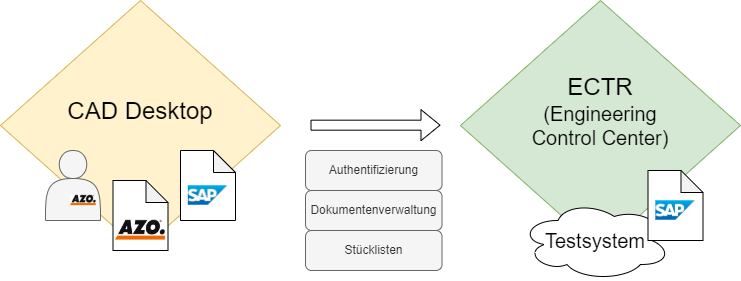 CAD Desktop
AZO.
AZO.
SAP
Authentifizierung
Dokumentenverwaltung
Stücklisten
ECTR
(Engineering
Control Center)
SAP
Testsystem